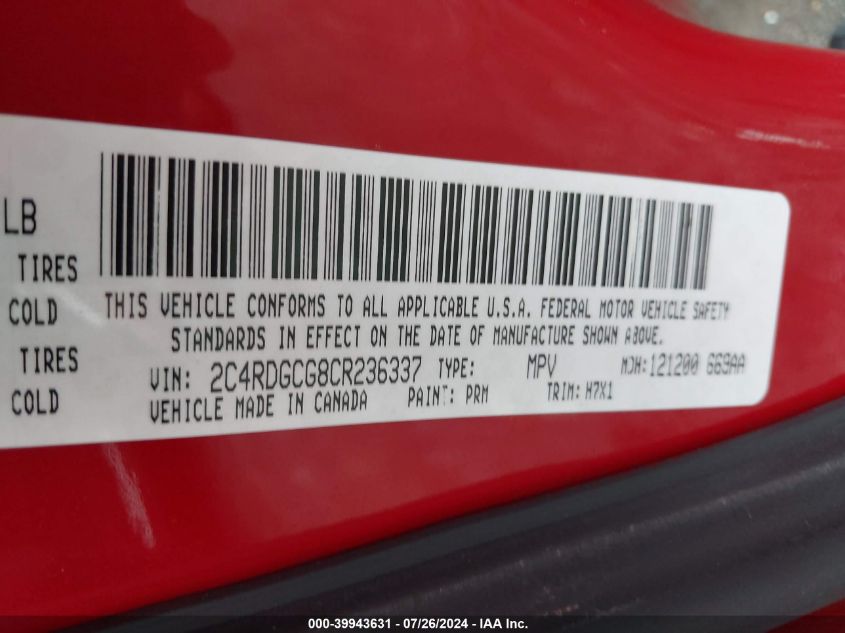 LB
TIRES
COLD
TIRES
COLD
THIS VEHICLE CONFORMS TO ALL APPLICABLE U.S.A. FEDERAL MOTOR VEHICLE SAFETY
STANDARDS IN EFFECT ON THE DATE OF MANUFACTURE SHOWN ABOVE.
VIN: 2C4RDGCG8CR236337 TYPE: MPV MDH:121200 669AA
VEHICLE MADE IN CANADA PAINT: PRM TRIM: H7X1
000-39943631 / 07/26/2024 - IAA Inc.